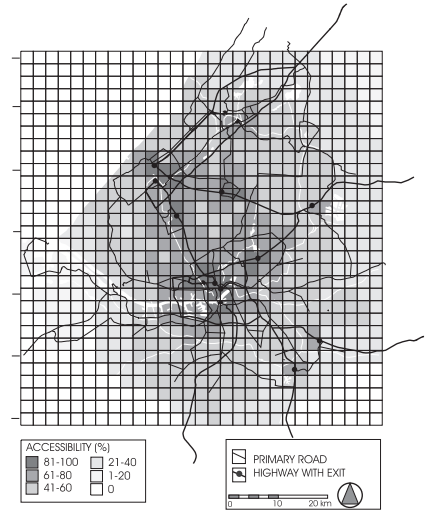 ACCESSIBILITY (%)
81-100
21-40
61-80
1-20
41-60
0
PRIMARY ROAD
HIGHWAY WITH EXIT
0 10 20 km